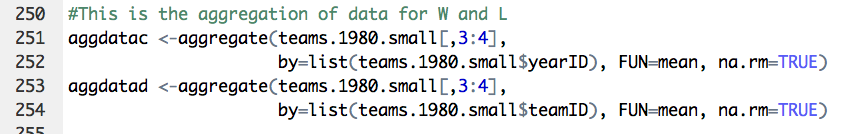 250 #This is the aggregation of data for W and L
251 aggdatac <-aggregate(teams.1980.small[,3:4],
252 by=list(teams.1980.small$yearID), FUN=mean, na.rm=TRUE)
253 aggdatad <-aggregate(teams.1980.small[,3:4],
254 by=list(teams.1980.small$teamID), FUN=mean, na.rm=TRUE)
255